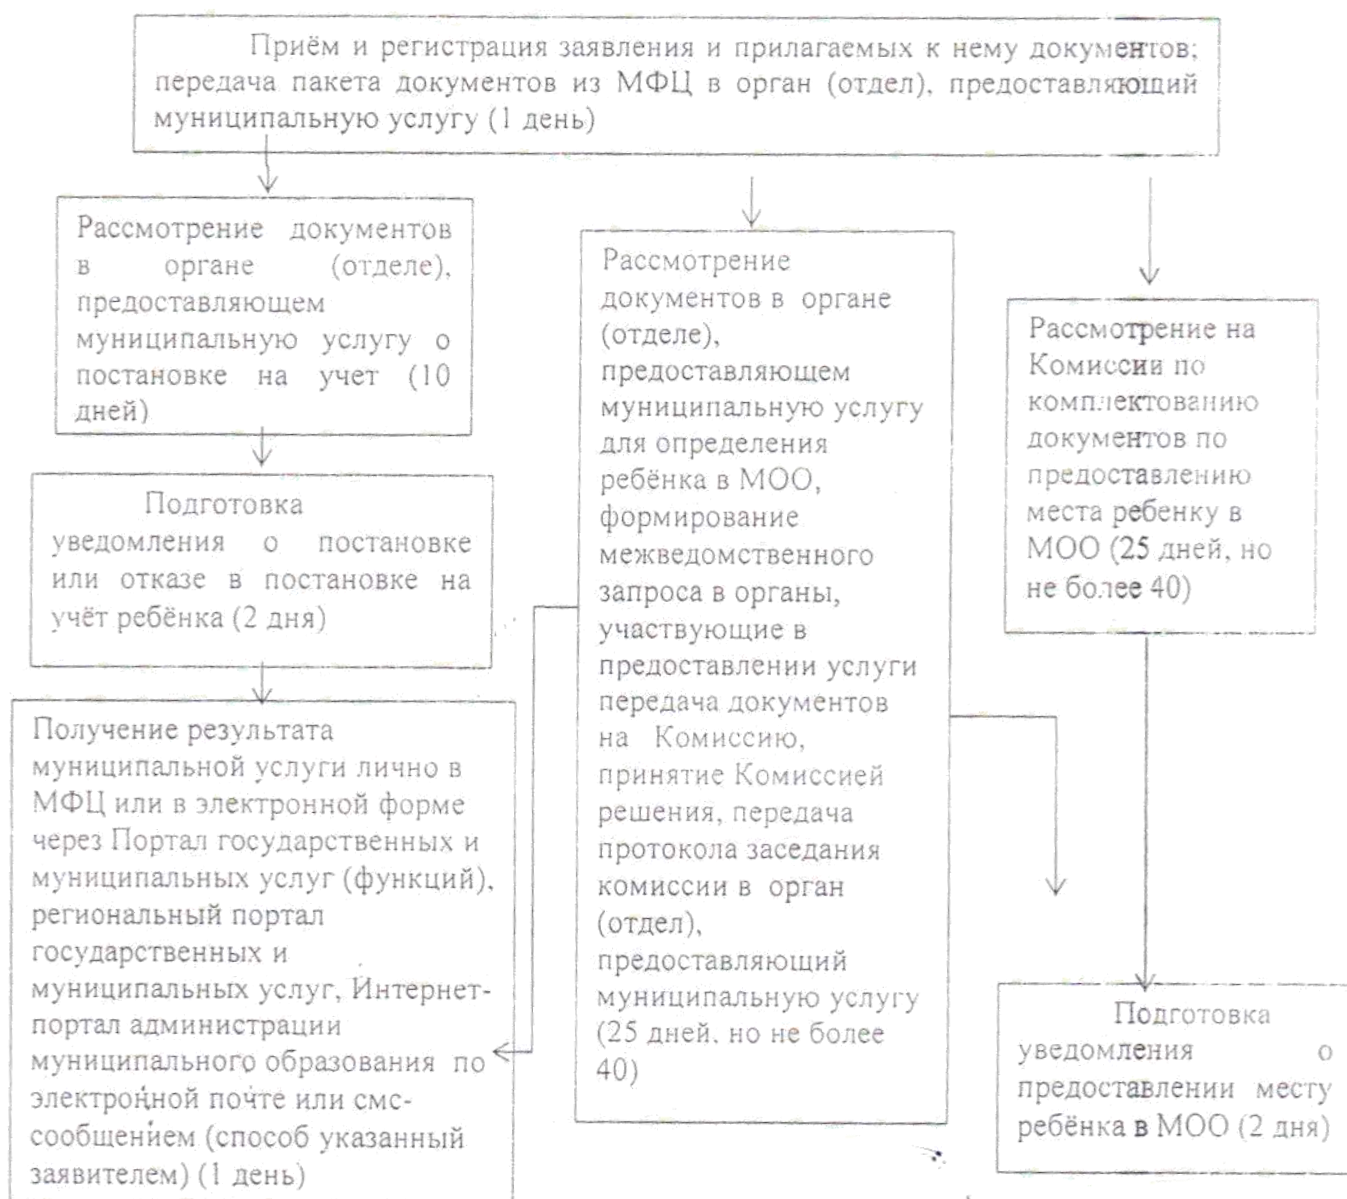 Приём и регистрация заявления и прилагаемых к нему документов;
передача пакета документов из МФЦ в орган (отдел), предоставляющий
муниципальную услугу (1 день)
Рассмотрение документов
в органе (отделе),
предоставляющем
муниципальную услугу о
постановке на учет (10
дней)
Подготовка
уведомления о постановке
или отказе в постановке на
учёт ребёнка (2 дня)
Получение результата
муниципальной услуги лично в
МФЦ или в электронной форме
через Портал государственных и
муниципальных услуг (функций),
региональный портал
государственных и
муниципальных услуг, Интернет-
портал администрации
муниципального образования по
электронной почте или смс-
сообщением (способ указанный
заявителем) (1 день)
Рассмотрение
документов в органе
(отделе),
предоставляющем
муниципальную услугу
для определения
ребёнка в МОО,
формирование
межведомственного
запроса в органы,
участвующие в
предоставлении услуги
передача документов
на Комиссию,
принятие Комиссией
решения, передача
протокола заседания
комиссии в орган
(отдел),
предоставляющий
муниципальную услугу
(25 дней, но не более
40)
Рассмотрение на
Комиссии по
комплектованию
документов по
предоставлению
места ребенку в
МОО (25 дней, но
не более 40)
Подготовка
уведомления о
предоставлении месту
ребёнка в МОО (2 дня)